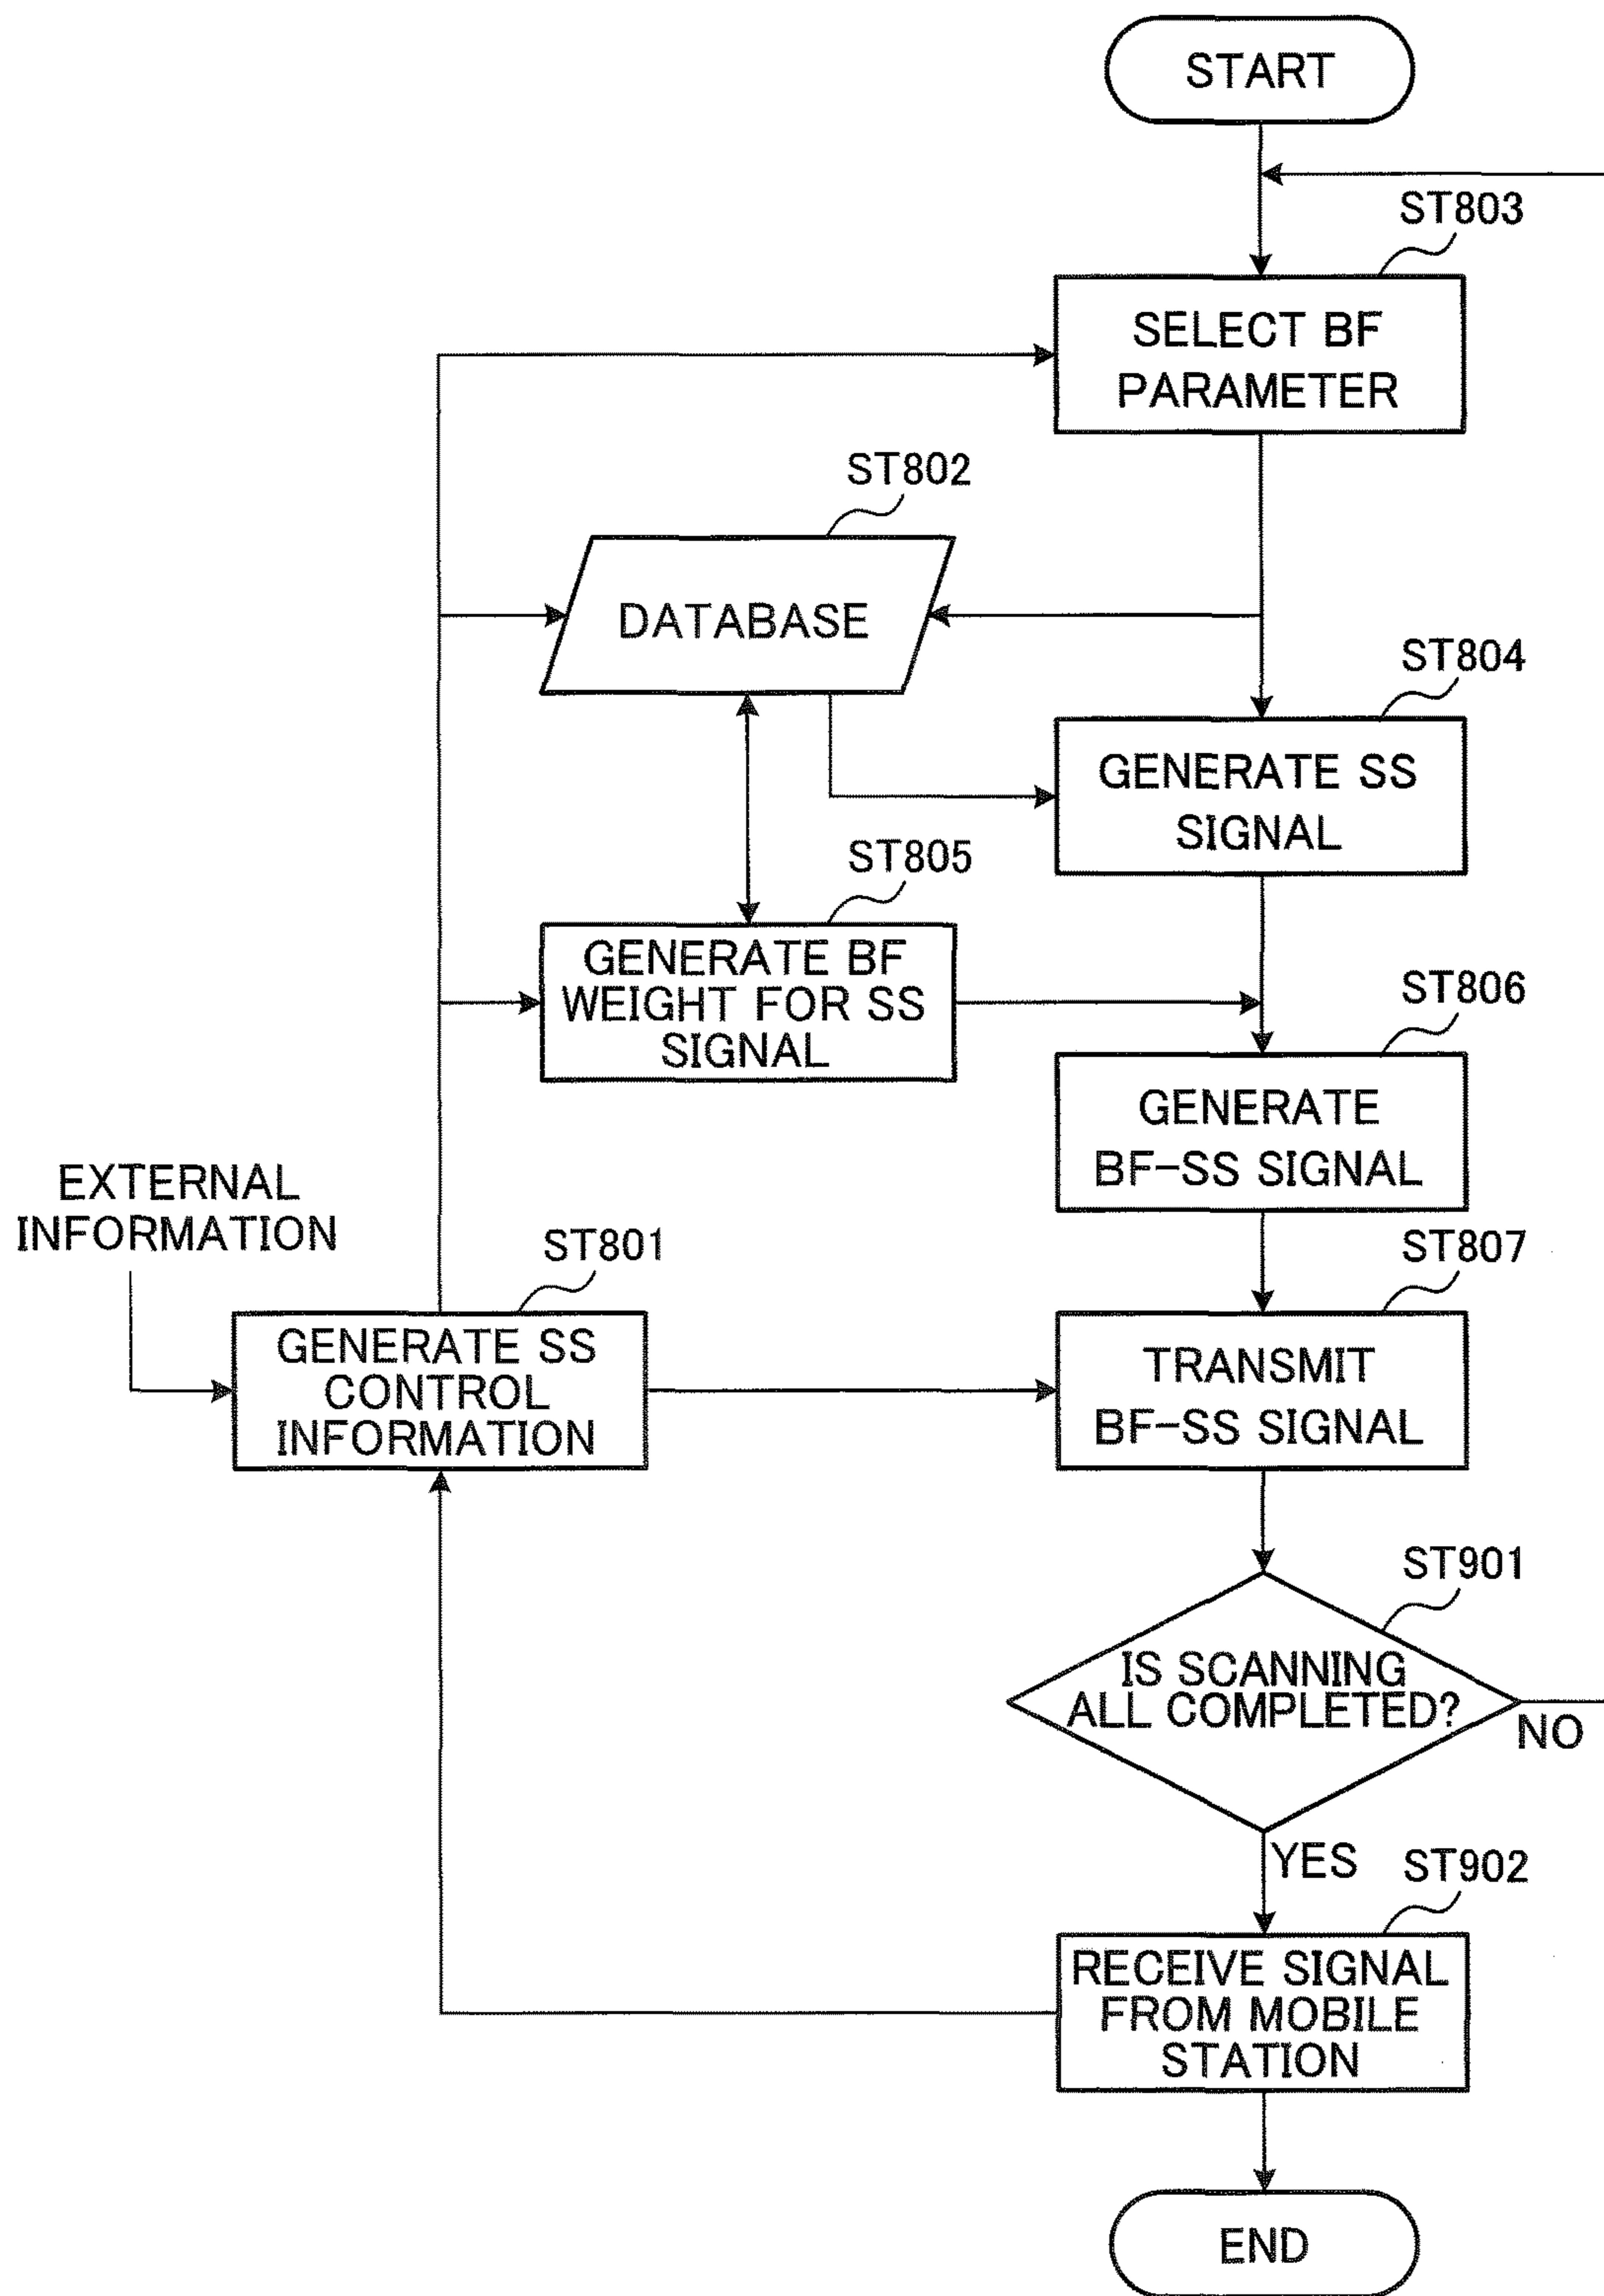 START
ST803
SELECT BF
PARAMETER
ST802
DATABASE
ST804
GENERATE SS
SIGNAL
ST805
GENERATE BF
WEIGHT FOR SS
SIGNAL
ST806
GENERATE
BF-SS SIGNAL
EXTERNAL
INFORMATION
ST801
GENERATE SS
CONTROL
INFORMATION
ST807
TRANSMIT
BF-SS SIGNAL
ST901
IS SCANNING
ALL COMPLETED?
NO
YES
ST902
RECEIVE SIGNAL
FROM MOBILE
STATION
END